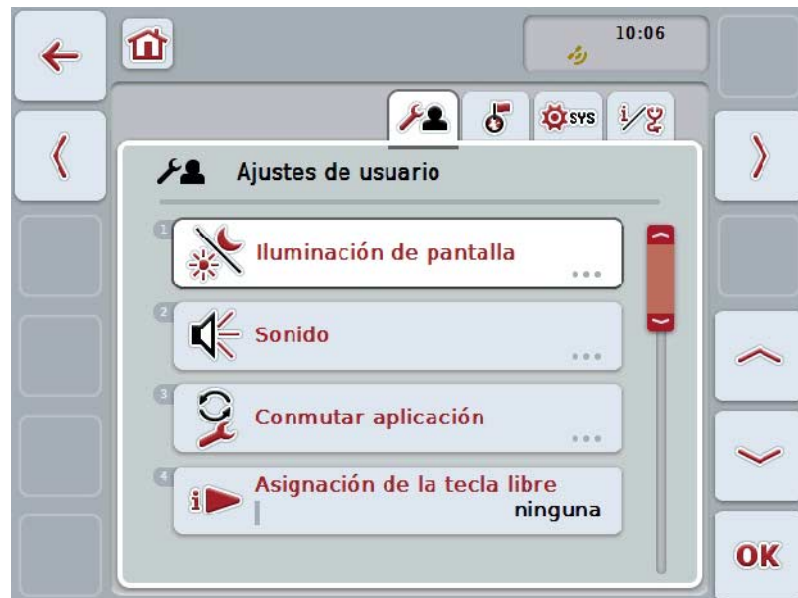 10:06
SYS
i/
Ajustes de usuario
1
Iluminación de pantalla
2
Sonido
3
Conmutar aplicación
4
Asignación de la tecla libre
i
ninguna
OK